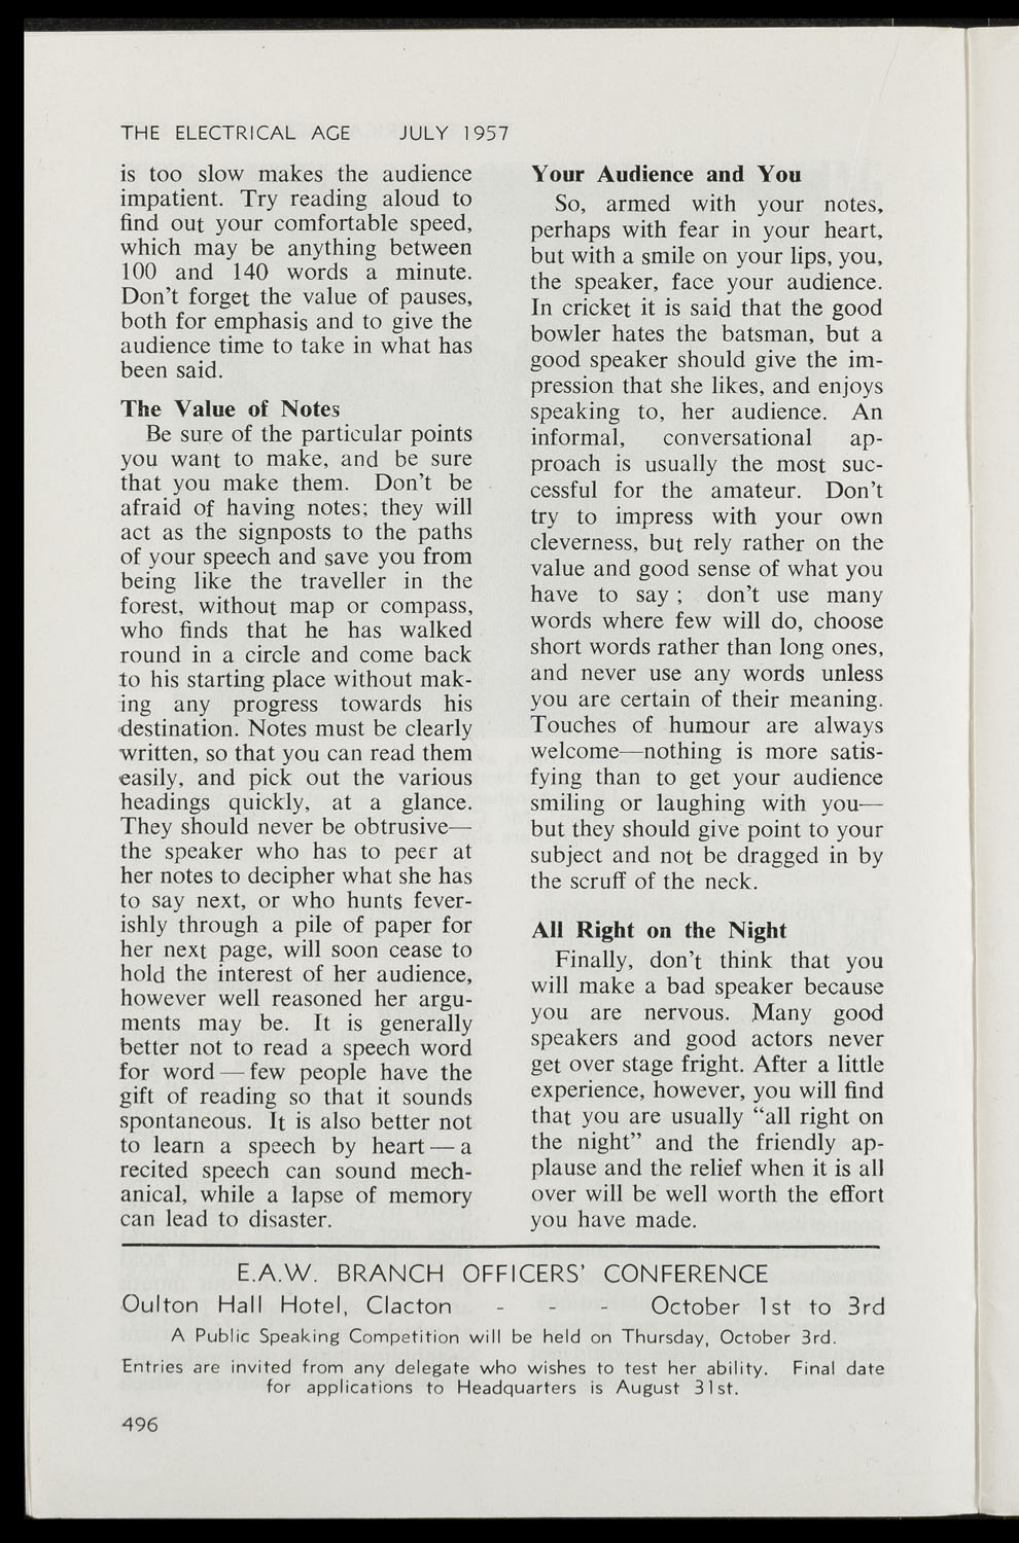 THE ELECTRICAL AGE JULY 1957
is too slow makes the audience
impatient. Try reading aloud to
find out your comfortable speed,
which may be anything between
100 and 140 words a minute.
Don't forget the value of pauses,
both for emphasis and to give the
audience time to take in what has
been said.
The Value of Notes
Be sure of the particular points
you want to make, and be sure
that you make them. Don't be
afraid of having notes; they will
act as the signposts to the paths
of your speech and save you from
being like the traveller in the
forest, without map or compass,
who finds that he has walked
round in a circle and come back
to his starting place without mak-
ing any progress towards his
destination. Notes must be clearly
written, so that you can read them
easily, and pick out the various
headings quickly, at a glance.
They should never be obtrusive—
the speaker who has to peer at
her notes to decipher what she has
to say next, or who hunts fever-
ishly through a pile of paper for
her next page, will soon cease to
hold the interest of her audience,
however well reasoned her argu-
ments may be. It is generally
better not to read a speech word
for word — few people have the
gift of reading so that it sounds
spontaneous. It is also better not
to learn a speech by heart — a
recited speech can sound mech-
anical, while a lapse of memory
can lead to disaster.
Your Audience and You
So, armed with your notes,
perhaps with fear in your heart,
but with a smile on your lips, you,
the speaker, face your audience.
In cricket it is said that the good
bowler hates the batsman, but a
good speaker should give the im-
pression that she likes, and enjoys
speaking to, her audience. An
informal, conversational ap-
proach is usually the most suc-
cessful for the amateur. Don't
try to impress with your own
cleverness, but rely rather on the
value and good sense of what you
have to say ; don't use many
words where few will do, choose
short words rather than long ones,
and never use any words unless
you are certain of their meaning.
Touches of humour are always
welcome—nothing is more satis-
fying than to get your audience
smiling or laughing with you—
but they should give point to your
subject and not be dragged in by
the scruff of the neck.
All Right on the Night
Finally, don't think that you
will make a bad speaker because
you are nervous. Many good
speakers and good actors never
get over stage fright. After a little
experience, however, you will find
that you are usually "all right on
the night" and the friendly ap-
plause and the relief when it is all
over will be well worth the effort
you have made.
E.A.W. BRANCH OFFICERS' CONFERENCE
Oulton Hall Hotel, Clacton - - - October 1st to 3rd
A Public Speaking Competition will be held on Thursday, October 3rd.
Entries are invited from any delegate who wishes to test her ability. Final date
for applications to Headquarters is August 31st.
496